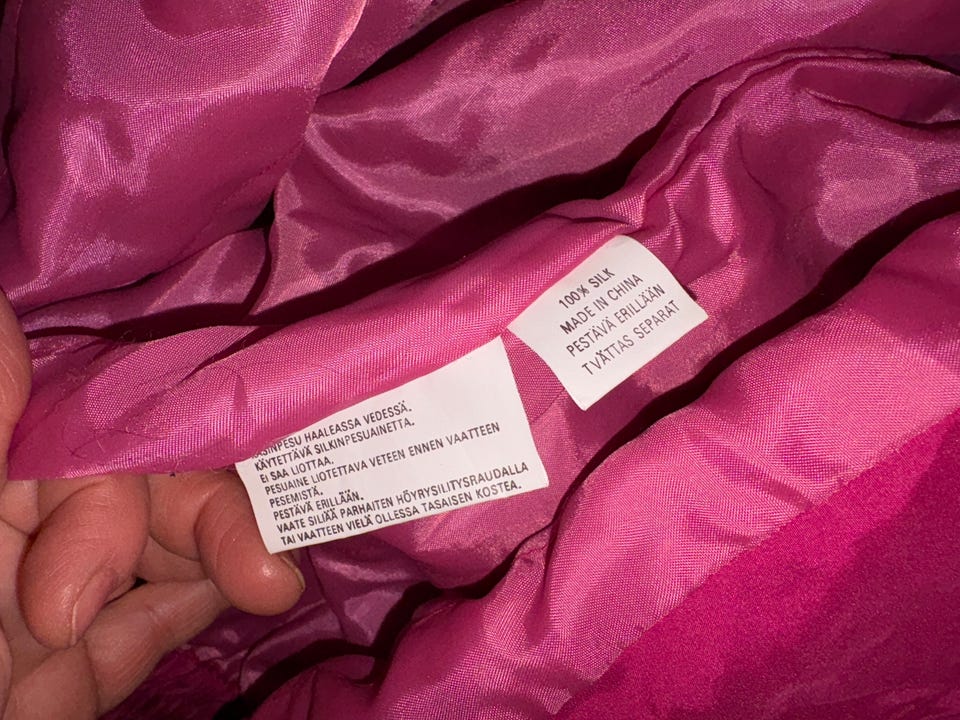 100% SILK
MADE IN CHINA
PESTÄVÄ ERILLÄÄN
TVÄTTAS SEPARAT
HAALEASSA VEDESSÄ.
KÄYTETTÄVÄ SILKINPESUAINETTA.
EI SAA LIOTTAA.
PESUAINE LIOTETTAVA VETEEN ENNEN VAATTEEN
PESEMISTÄ.
PESTÄVÄ ERILLÄÄN.
VAATE SILIÄÄ PARHAITEN HÖYRYSILITYSRAUDALLA
TAI VAATTEEN VIELÄ OLLESSA TASAISEN KOSTEA.